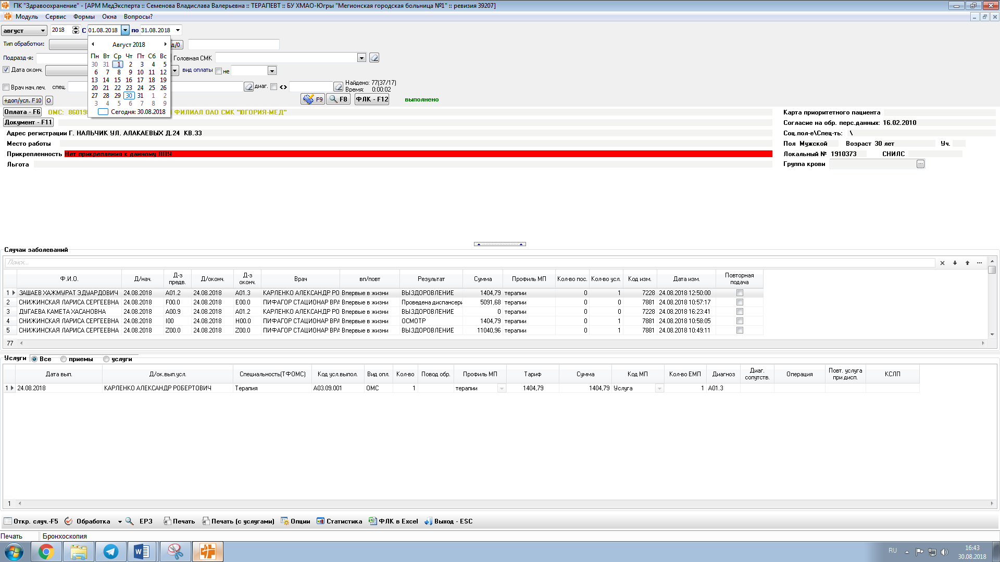 ПК "Здравоохранение" - [АРМ МедЭксперта :: Семенова Владислава Валерьевна :: ТЕРАПЕВТ :: БУ ХМАО-Югры "Мегионская городская больница №1" :: ревизия 39207]
Модуль Сервис Формы Окна Вопросы?
август 2018 С 01.08.2018 по 31.08.2018
Тип обработки: д/0
Август 2018
Подразд-я: Головная СМК
Пн Вт Ср Чт Пт Сб Вс
30 31 1 2 3 4 5
Дата оконч. вид оплаты не
6 7 8 9 10 11 12
13 14 15 16 17 18 19
Врач нач.леч. спец. диаг. <> Найдено: 77(37/17)
20 21 22 23 24 25 26
Время: 0:00:02
27 28 29 30 31 1 2
+доп/усл. F10 О F9 F8 ФЛК - F12 выполнено
3 4 5 6 7 8 9
Сегодня: 30.08.2018
Оплата - F6 ОМС: 860198 ФИЛИАЛ ОАО СМК "ЮГОРИЯ-МЕД" Карта приоритетного пациента
Документ - F11 Согласие на обр. перс.данных: 16.02.2010
Адрес регистрации Г. НАЛЬЧИК УЛ. АЛАКАЕВЫХ Д.24 КВ.33 Соц.пол-е\Спец-ть: \
Место работы Пол Мужской Возраст 30 лет Уч.
Прикрепленность Нет прикрепления к данному ЛПУ Локальный № 1910373 СНИЛС
Льгота Группа крови ...
Случаи заболеваний
Поиск...
Ф.И.О. Д/нач. Д-з предв. Д/оконч. Д-з оконч. Врач вп/повт Результат Сумма Профиль МП Кол-во пос. Кол-во усл. Код изм. Дата изм. Повторная подача
1 ЗАШАЕВ ХАЖМУРАТ ЭДУАРДОВИЧ 24.08.2018 A01.2 24.08.2018 A01.3 КАРЛЕНКО АЛЕКСАНДР РО Впервые в жизни ВЫЗДОРОВЛЕНИЕ 1404,79 терапии 0 1 7228 24.08.2018 12:50:00
2 СНИЖИНСКАЯ ЛАРИСА СЕРГЕЕВНА 24.08.2018 F00.0 24.08.2018 E00.0 ПИФАГОР СТАЦИОНАР ВРА Впервые в жизни Проведена диспансери 5091,68 терапии 0 0 7881 24.08.2018 10:57:17
3 ДУГАЕВА КАМЕТА ХАСАНОВНА 24.08.2018 A00.9 24.08.2018 A01.2 КАРЛЕНКО АЛЕКСАНДР РО Впервые в жизни ВЫЗДОРОВЛЕНИЕ 0 терапии 0 0 7228 24.08.2018 16:23:41
4 СНИЖИНСКАЯ ЛАРИСА СЕРГЕЕВНА 24.08.2018 I00 24.08.2018 H00.0 ПИФАГОР СТАЦИОНАР ВРА Впервые в жизни ОСМОТР 1404,79 терапии 0 1 7881 24.08.2018 10:58:05
5 СНИЖИНСКАЯ ЛАРИСА СЕРГЕЕВНА 24.08.2018 Z00.0 24.08.2018 Z00.0 ПИФАГОР СТАЦИОНАР ВРА Впервые в жизни ВЫЗДОРОВЛЕНИЕ 11040,96 терапии 0 1 7881 24.08.2018 10:49:11
77
Услуги Все приемы услуги
Дата вып. Д/ок.вып.усл. Специальность(ТФОМС) Код усл.выпол. Вид опл. Кол-во Повод обр. Профиль МП Тариф Сумма Код МП Кол-во ЕМП Диагноз Диаг. сопутств. Операция Повт. услуга при дисп. КСЛП
1 24.08.2018 КАРЛЕНКО АЛЕКСАНДР РОБЕРТОВИЧ Терапия A03.09.001 ОМС 1 терапии 1404,79 1404,79 Услуга 1 A01.3
1
Откр. случ.-F5 Обработка ЕРЗ Печать Печать (с услугами) Опции Статистика ФЛК в Excel Выход - ESC
Печать Бронхоскопия
RU 16:43
30.08.2018